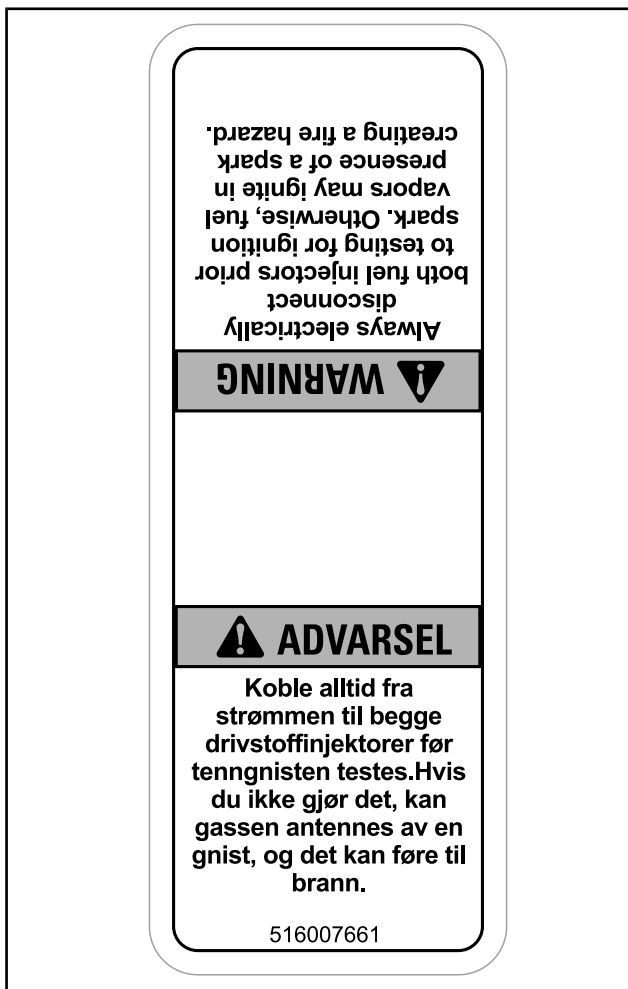 WARNING
Always electrically
disconnect
both fuel injectors prior
to testing for ignition
spark. Otherwise, fuel
vapors may ignite in
presence of a spark
creating a fire hazard.
ADVARSEL
Koble alltid fra
strømmen til begge
drivstoffinjektorer før
tenngnisten testes.Hvis
du ikke gjør det, kan
gassen antennes av en
gnist, og det kan føre til
brann.
516007661